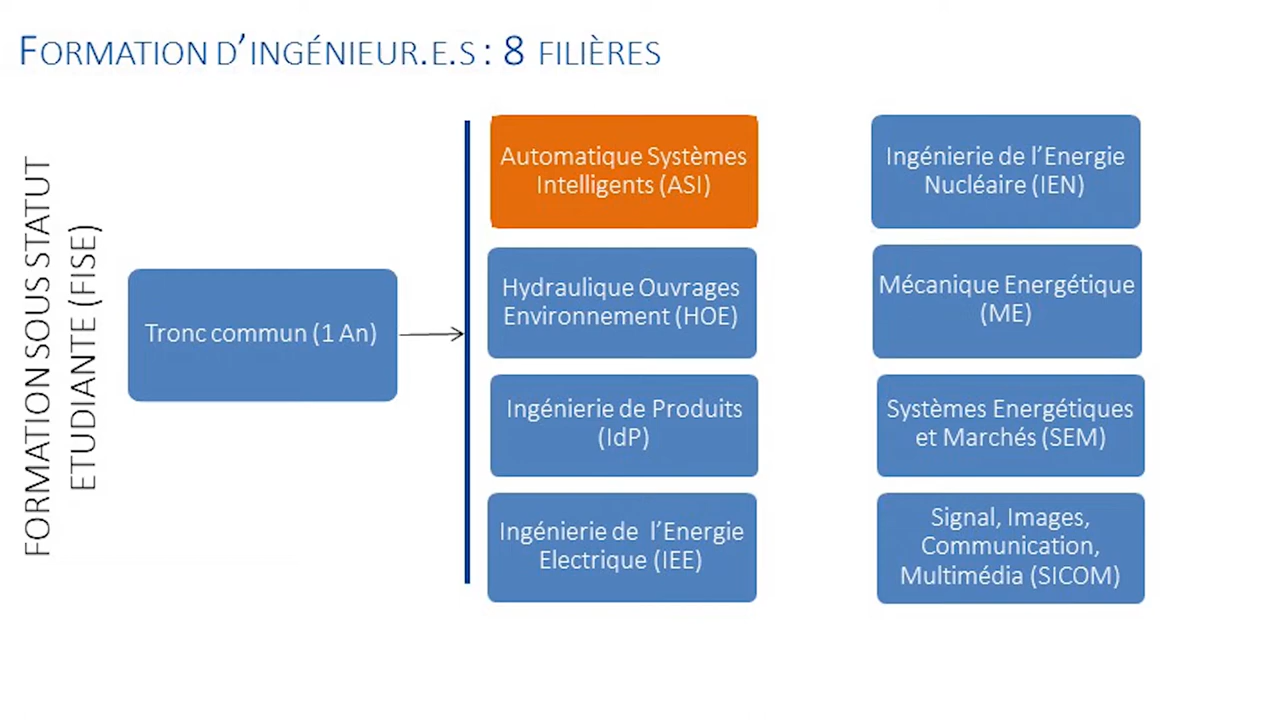 FORMATION D’INGÉNIEUR.E.S : 8 FILIÈRES
FORMATION SOUS STATUT
ETUDIANTE (FISE)
Tronc commun (1 An)
Automatique Systèmes
Intelligents (ASI)
Hydraulique Ouvrages
Environnement (HOE)
Ingénierie de Produits
(IdP)
Ingénierie de l’Energie
Electrique (IEE)
Ingénierie de l’Energie
Nucléaire (IEN)
Mécanique Energétique
(ME)
Systèmes Energétiques
et Marchés (SEM)
Signal, Images,
Communication,
Multimédia (SICOM)